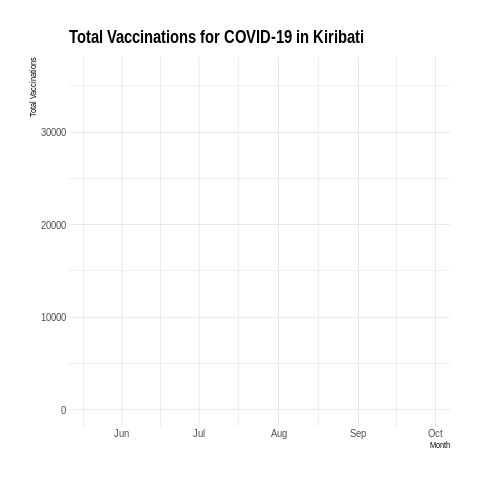 Total Vaccinations for COVID-19 in Kiribati
Total Vaccinations
30000
20000
10000
0
Jun Jul Aug Sep Oct
Month